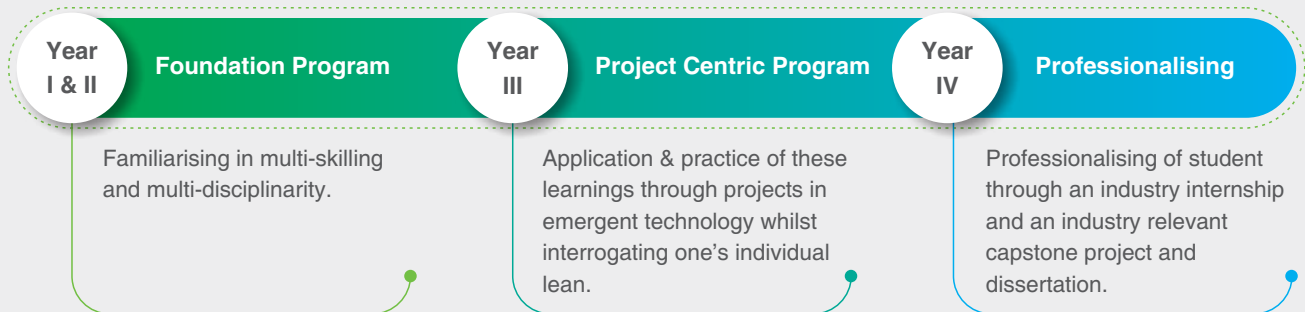 Year
I & II
Foundation Program
Year
III
Project Centric Program
Year
IV
Professionalising
Familiarising in multi-skilling
and multi-disciplinarity.
Application & practice of these
learnings through projects in
emergent technology whilst
interrogating one's individual
lean.
Professionalising of student
through an industry internship
and an industry relevant
capstone project and
dissertation.